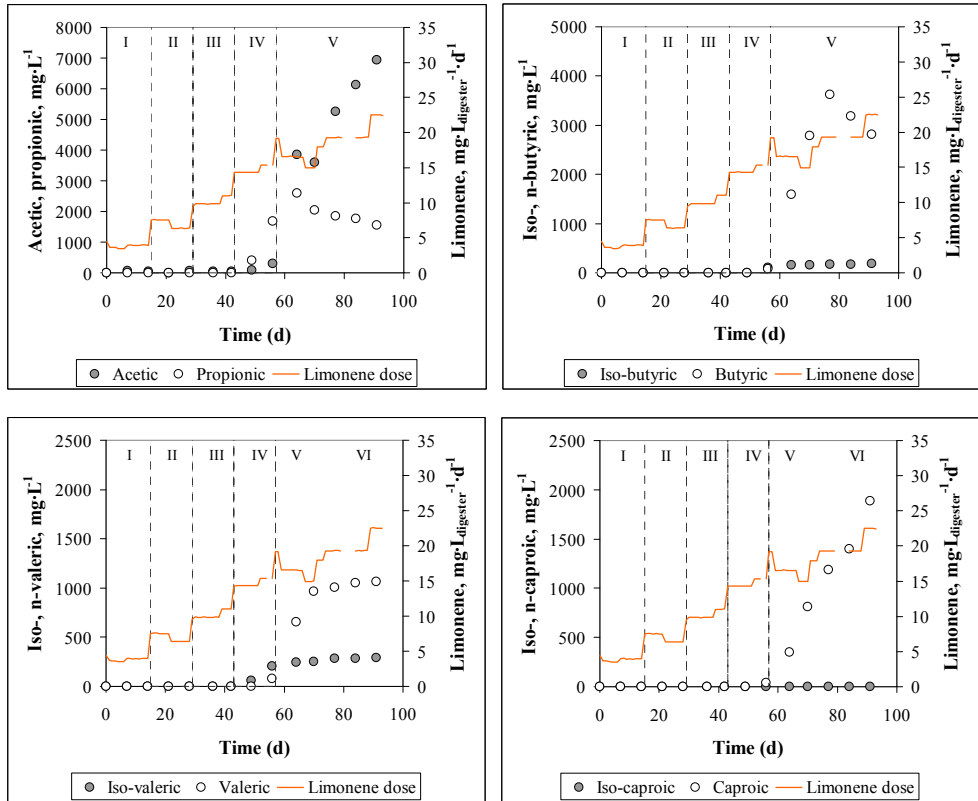 I II III IV V
Acetic, propionic, mg·L⁻¹
8000 7000 6000 5000 4000 3000 2000 1000 0
35 30 25 20 15 10 5 0
Limonene, mg·L_digester⁻¹·d⁻¹
0 20 40 60 80 100
Time (d)
Acetic Propionic Limonene dose
I II III IV V
Iso-, n-butyric, mg·L⁻¹
5000 4000 3000 2000 1000 0
35 30 25 20 15 10 5 0
Limonene, mg·L_digester⁻¹·d⁻¹
0 20 40 60 80 100
Time (d)
Iso-butyric Butyric Limonene dose
I II III IV V VI
Iso-, n-valeric, mg·L⁻¹
2500 2000 1500 1000 500 0
35 30 25 20 15 10 5 0
Limonene, mg·L_digester⁻¹·d⁻¹
0 20 40 60 80 100
Time (d)
Iso-valeric Valeric Limonene dose
I II III IV V VI
Iso-, n-caproic, mg·L⁻¹
2500 2000 1500 1000 500 0
35 30 25 20 15 10 5 0
Limonene, mg·L_digester⁻¹·d⁻¹
0 20 40 60 80 100
Time (d)
Iso-caproic Caproic Limonene dose